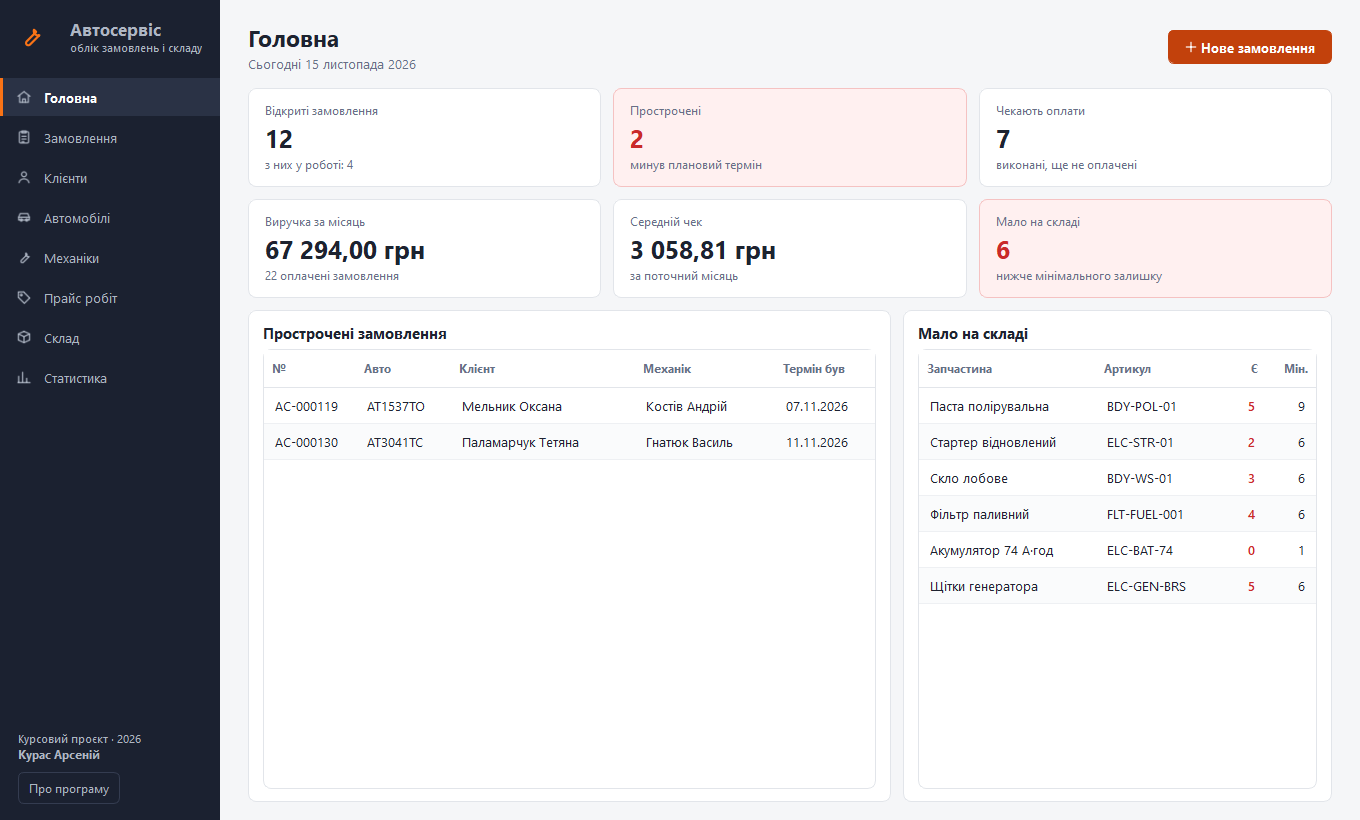 Автосервіс
облік замовлень і складу
Головна
Замовлення
Клієнти
Автомобілі
Механіки
Прайс робіт
Склад
Статистика
Курсовий проєкт · 2026
Курас Арсеній
Про програму
Головна
Сьогодні 15 листопада 2026
+ Нове замовлення
Відкриті замовлення
12
з них у роботі: 4
Прострочені
2
минув плановий термін
Чекають оплати
7
виконані, ще не оплачені
Виручка за місяць
67 294,00 грн
22 оплачені замовлення
Середній чек
3 058,81 грн
за поточний місяць
Мало на складі
6
нижче мінімального залишку
Прострочені замовлення
№ Авто Клієнт Механік Термін був
АС-000119 AT1537TO Мельник Оксана Костів Андрій 07.11.2026
АС-000130 AT3041TC Паламарчук Тетяна Гнатюк Василь 11.11.2026
Мало на складі
Запчастина Артикул Є Мін.
Паста полірувальна BDY-POL-01 5 9
Стартер відновлений ELC-STR-01 2 6
Скло лобове BDY-WS-01 3 6
Фільтр паливний FLT-FUEL-001 4 6
Акумулятор 74 А·год ELC-BAT-74 0 1
Щітки генератора ELC-GEN-BRS 5 6